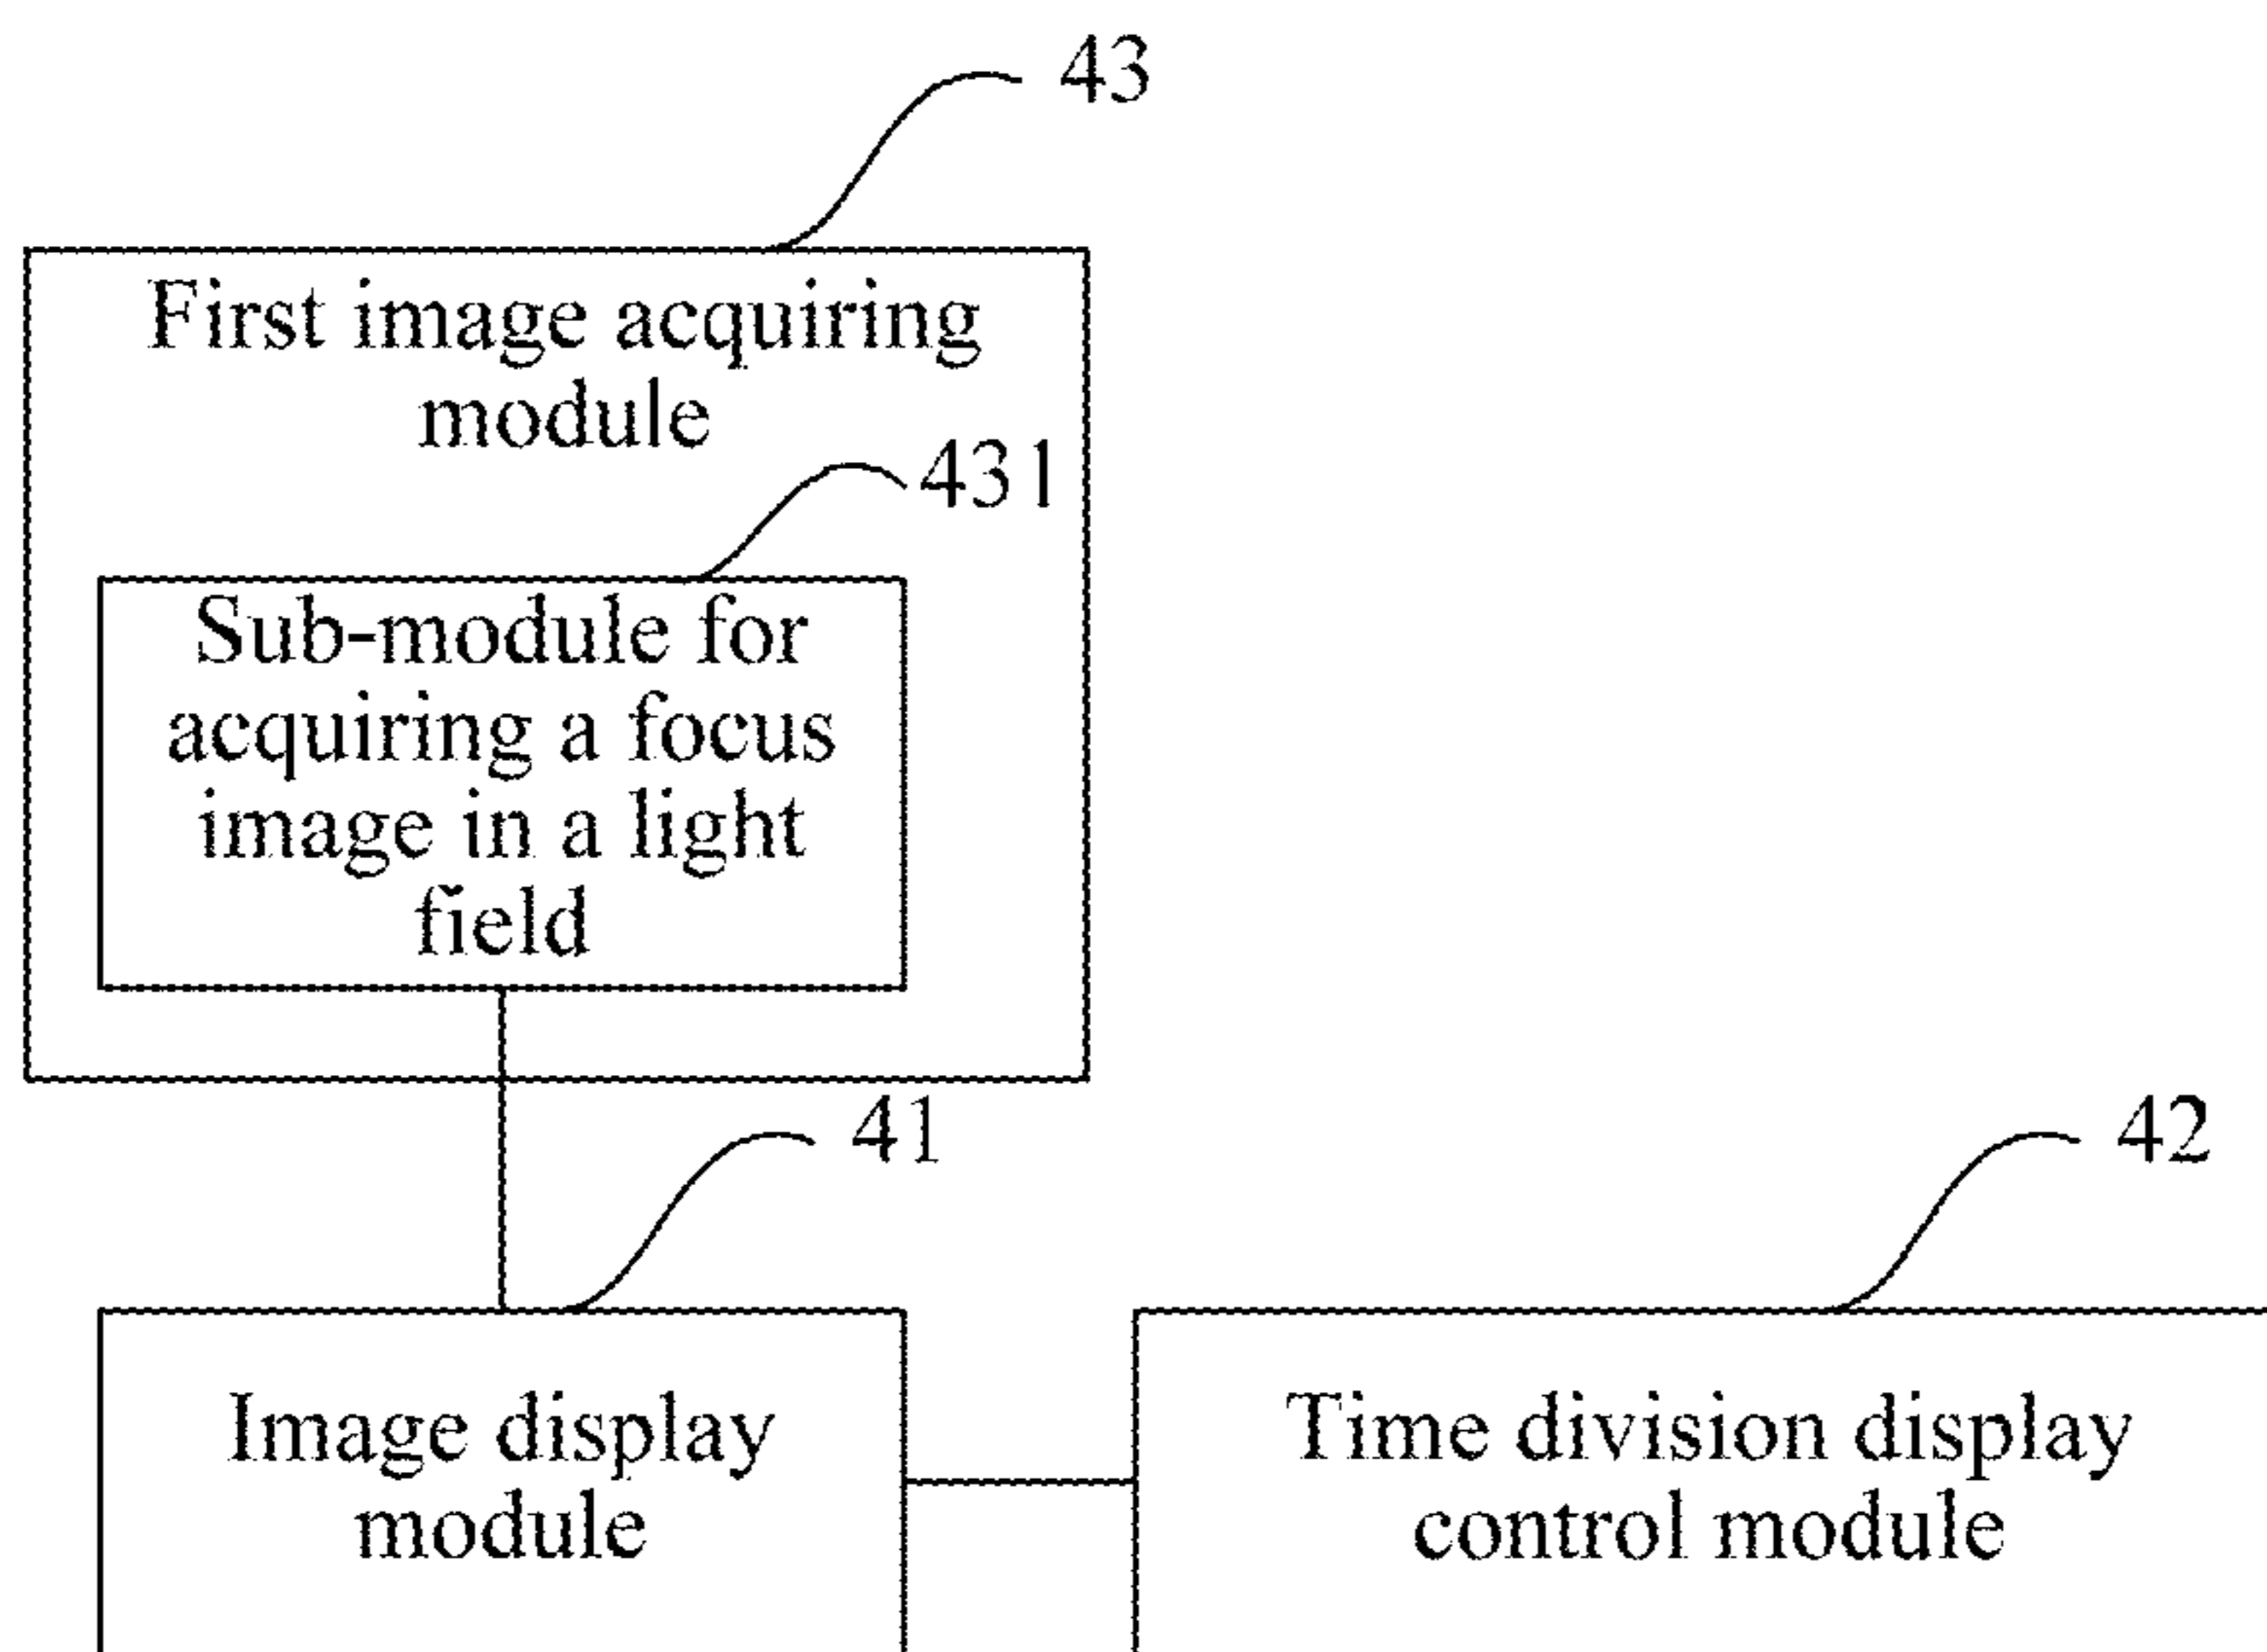 43
First image acquiring
module
431
Sub-module for
acquiring a focus
image in a light
field
41
42
Image display
module
Time division display
control module